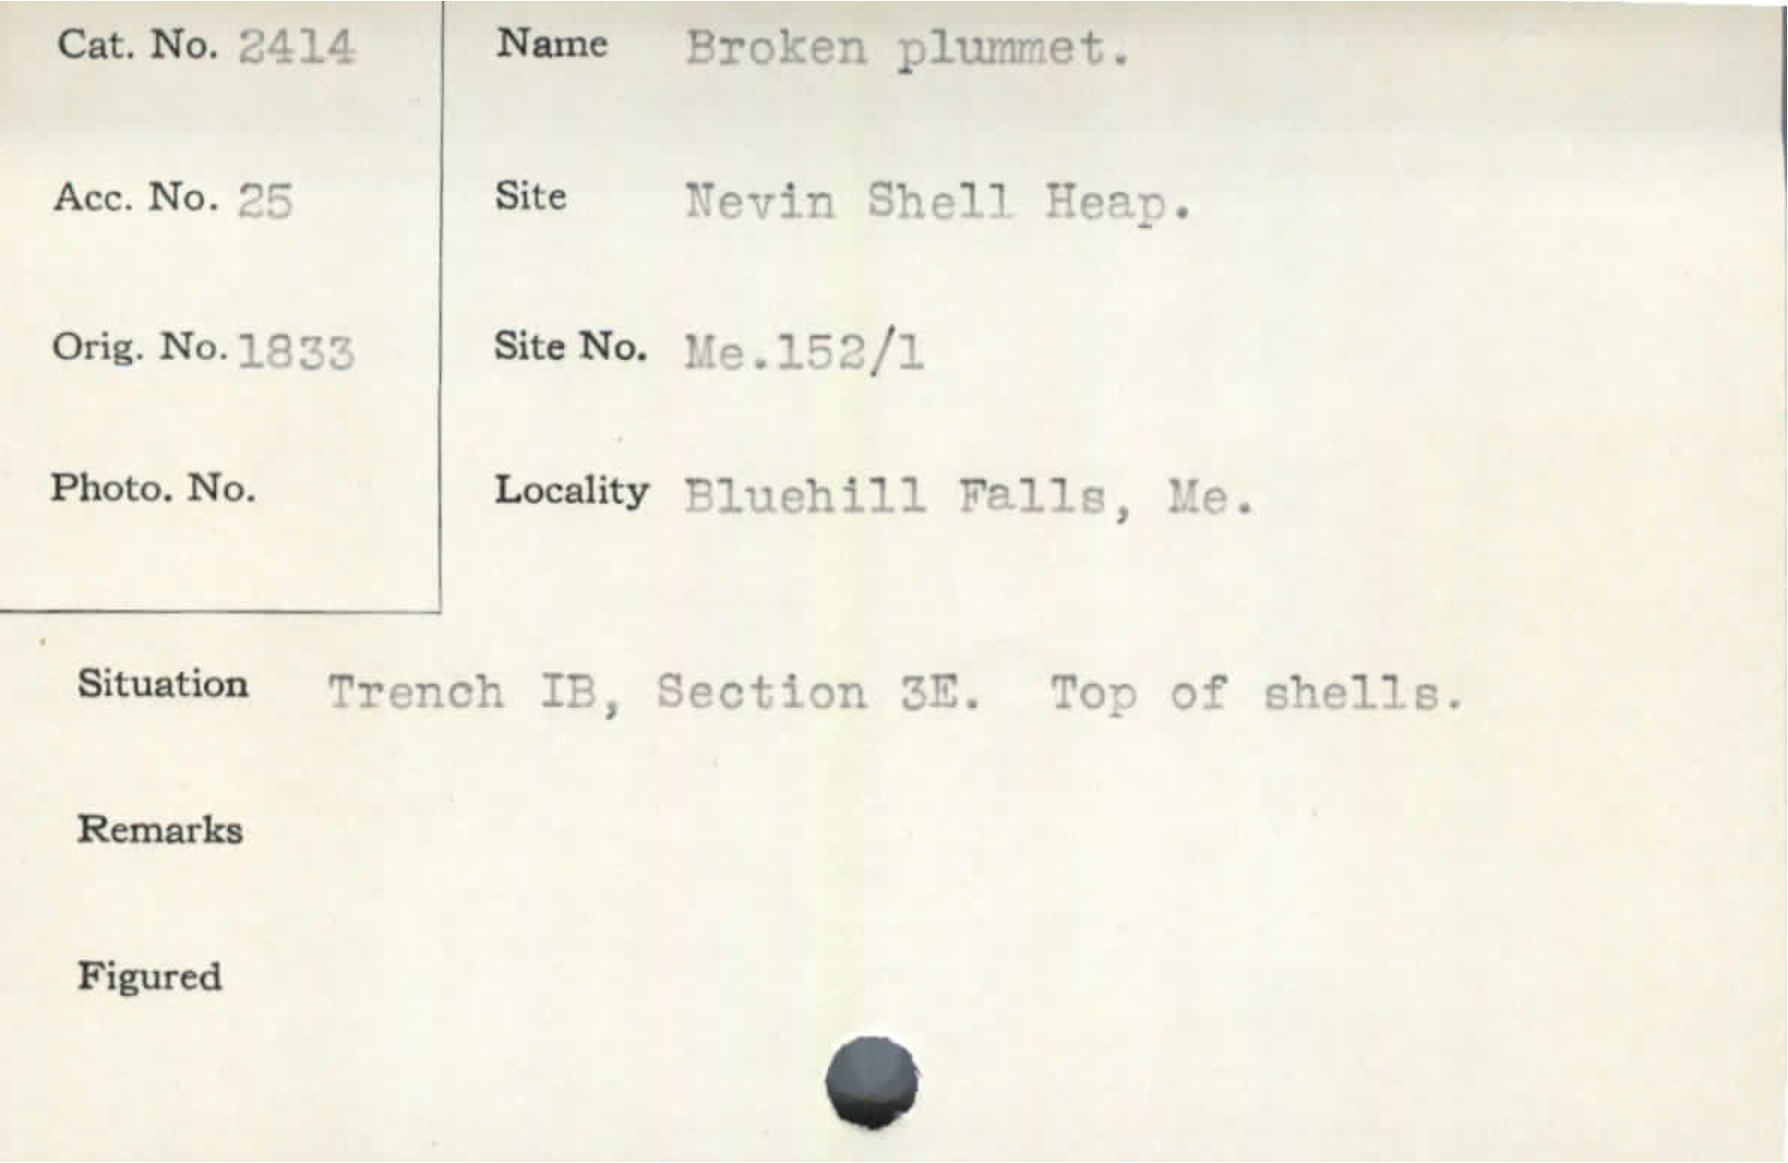 Cat. No. 2414 Name Broken plummet.
Acc. No. 25 Site Nevin Shell Heap.
Orig. No. 1833 Site No. Me.152/1
Photo. No. Locality Bluehill Falls, Me.
Situation Trench IB, Section 3E. Top of shells.
Remarks
Figured